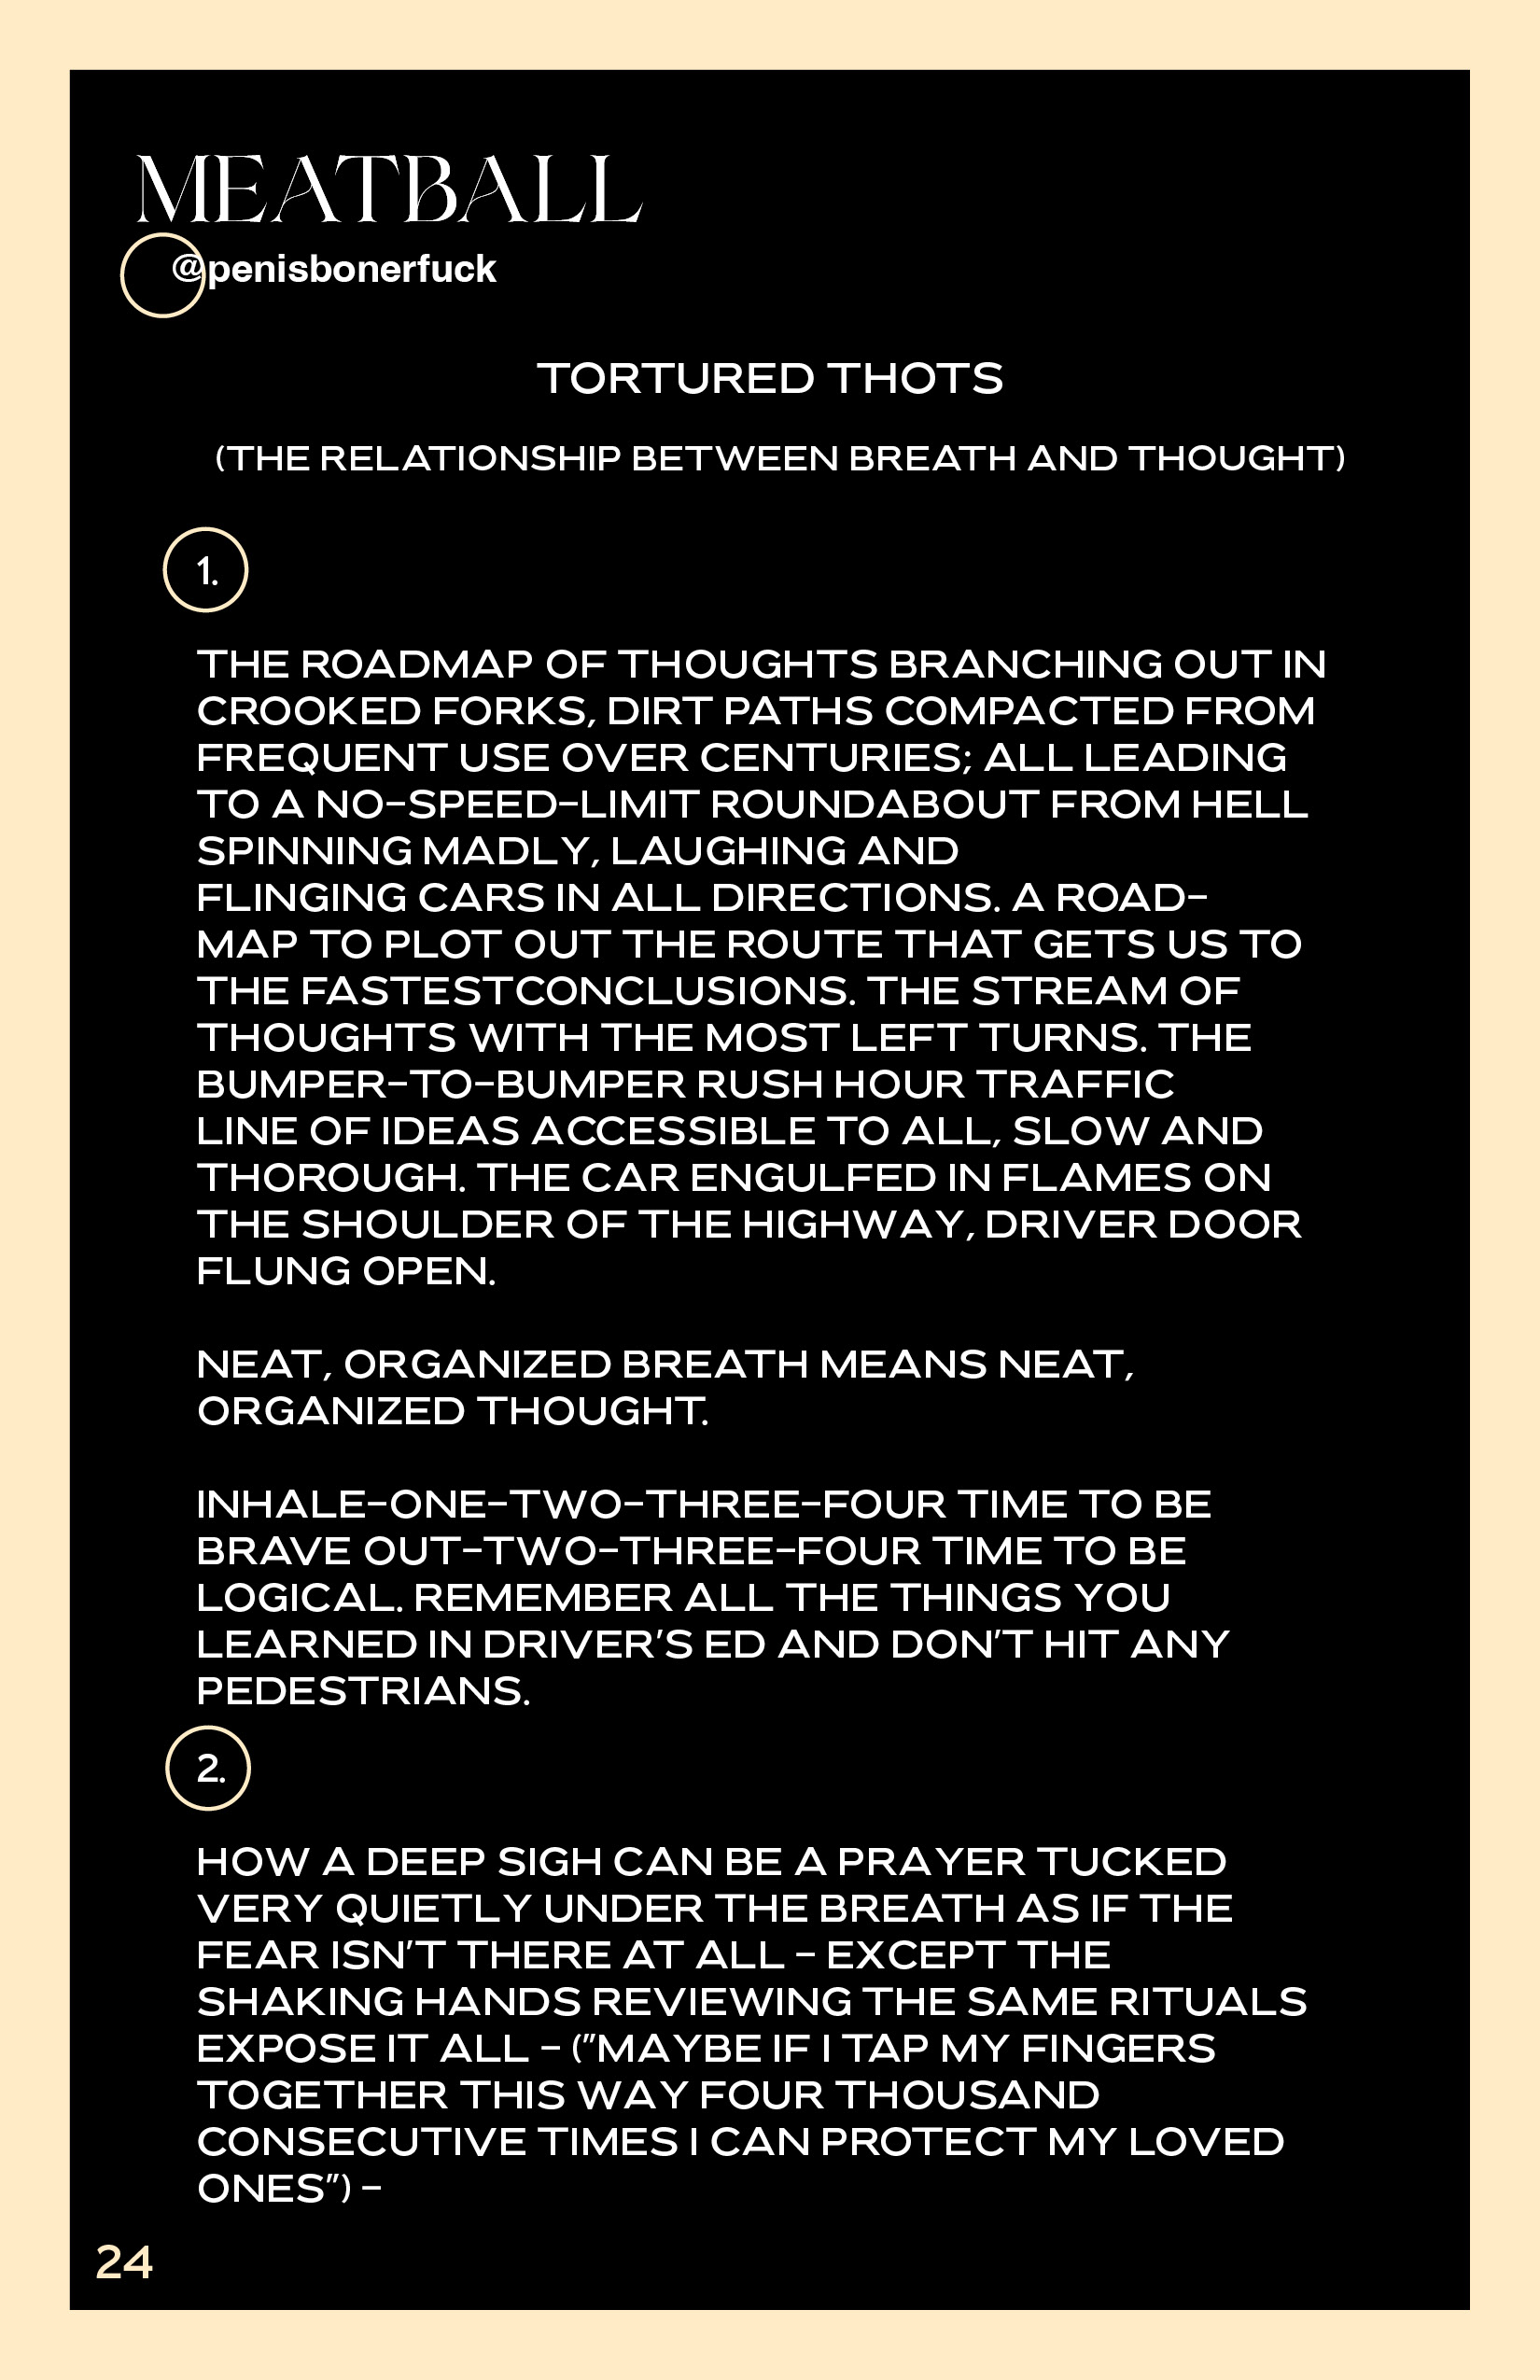 MEATBALL
@penisbonerfuck
TORTURED THOTS
(THE RELATIONSHIP BETWEEN BREATH AND THOUGHT)
1.
THE ROADMAP OF THOUGHTS BRANCHING OUT IN
CROOKED FORKS, DIRT PATHS COMPACTED FROM
FREQUENT USE OVER CENTURIES; ALL LEADING
TO A NO-SPEED-LIMIT ROUNDABOUT FROM HELL
SPINNING MADLY, LAUGHING AND
FLINGING CARS IN ALL DIRECTIONS. A ROAD-
MAP TO PLOT OUT THE ROUTE THAT GETS US TO
THE FASTESTCONCLUSIONS. THE STREAM OF
THOUGHTS WITH THE MOST LEFT TURNS. THE
BUMPER-TO-BUMPER RUSH HOUR TRAFFIC
LINE OF IDEAS ACCESSIBLE TO ALL, SLOW AND
THOROUGH. THE CAR ENGULFED IN FLAMES ON
THE SHOULDER OF THE HIGHWAY, DRIVER DOOR
FLUNG OPEN.
NEAT, ORGANIZED BREATH MEANS NEAT,
ORGANIZED THOUGHT.
INHALE-ONE-TWO-THREE-FOUR TIME TO BE
BRAVE OUT-TWO-THREE-FOUR TIME TO BE
LOGICAL. REMEMBER ALL THE THINGS YOU
LEARNED IN DRIVER'S ED AND DON'T HIT ANY
PEDESTRIANS.
2.
HOW A DEEP SIGH CAN BE A PRAYER TUCKED
VERY QUIETLY UNDER THE BREATH AS IF THE
FEAR ISN'T THERE AT ALL - EXCEPT THE
SHAKING HANDS REVIEWING THE SAME RITUALS
EXPOSE IT ALL - ("MAYBE IF I TAP MY FINGERS
TOGETHER THIS WAY FOUR THOUSAND
CONSECUTIVE TIMES I CAN PROTECT MY LOVED
ONES") -
24